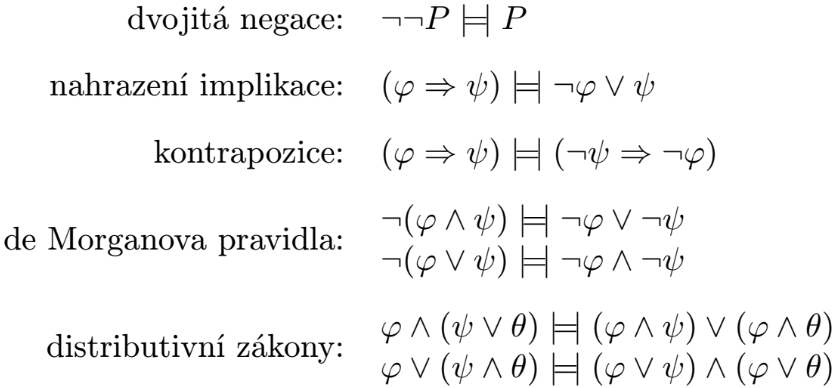 dvojitá negace: ¬¬P |=| P
nahrazení implikace: (φ ⇒ ψ) |=| ¬φ ∨ ψ
kontrapozice: (φ ⇒ ψ) |=| (¬ψ ⇒ ¬φ)
de Morganova pravidla: ¬(φ ∧ ψ) |=| ¬φ ∨ ¬ψ
¬(φ ∨ ψ) |=| ¬φ ∧ ¬ψ
distributivní zákony: φ ∧ (ψ ∨ θ) |=| (φ ∧ ψ) ∨ (φ ∧ θ)
φ ∨ (ψ ∧ θ) |=| (φ ∨ ψ) ∧ (φ ∨ θ)